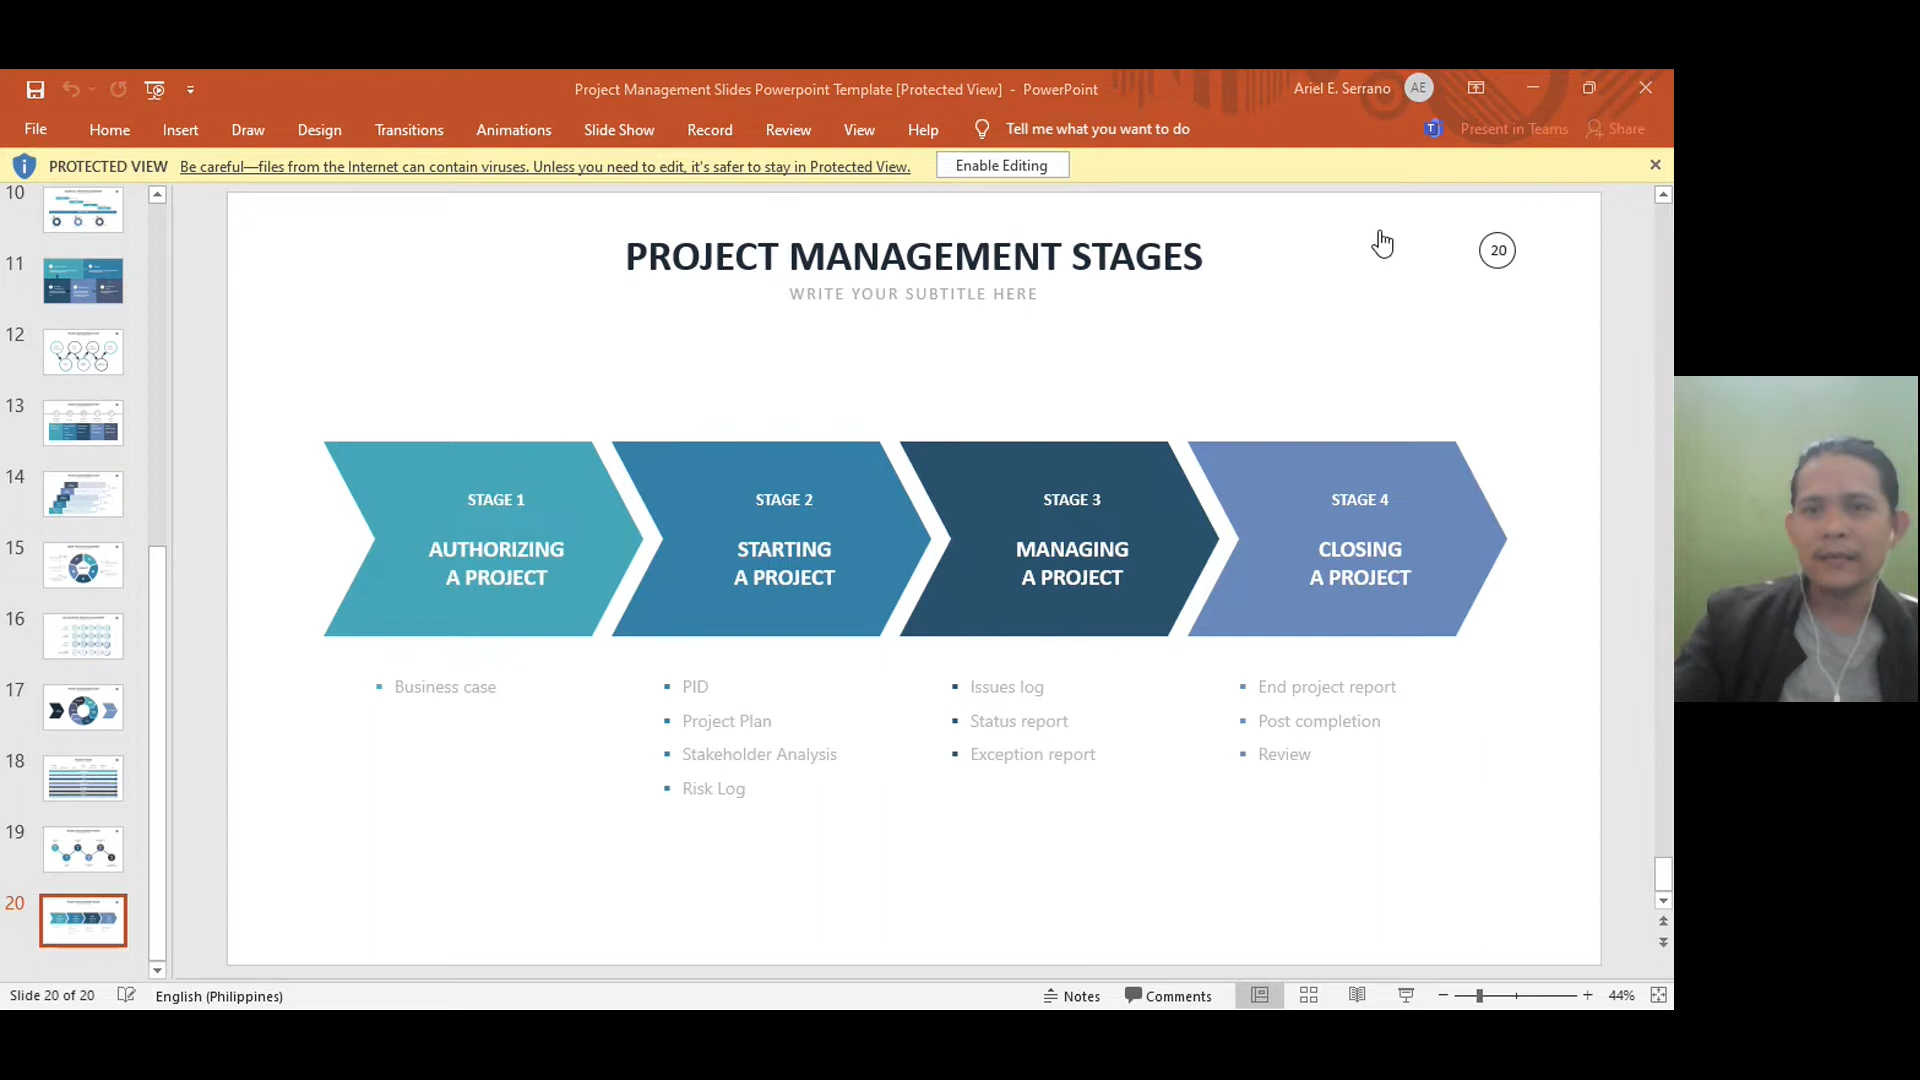 Project Management Slides Powerpoint Template [Protected View] - PowerPoint
Ariel E. Serrano AE
File Home Insert Draw Design Transitions Animations Slide Show Record Review View Help Tell me what you want to do
Present in Teams Share
PROTECTED VIEW Be careful—files from the Internet can contain viruses. Unless you need to edit, it's safer to stay in Protected View. Enable Editing
10
11
12
13
14
15
16
17
18
19
20
PROJECT MANAGEMENT STAGES
20
WRITE YOUR SUBTITLE HERE
STAGE 1
AUTHORIZING
A PROJECT
Business case
STAGE 2
STARTING
A PROJECT
PID
Project Plan
Stakeholder Analysis
Risk Log
STAGE 3
MANAGING
A PROJECT
Issues log
Status report
Exception report
STAGE 4
CLOSING
A PROJECT
End project report
Post completion
Review
Slide 20 of 20 English (Philippines) Notes Comments 44%